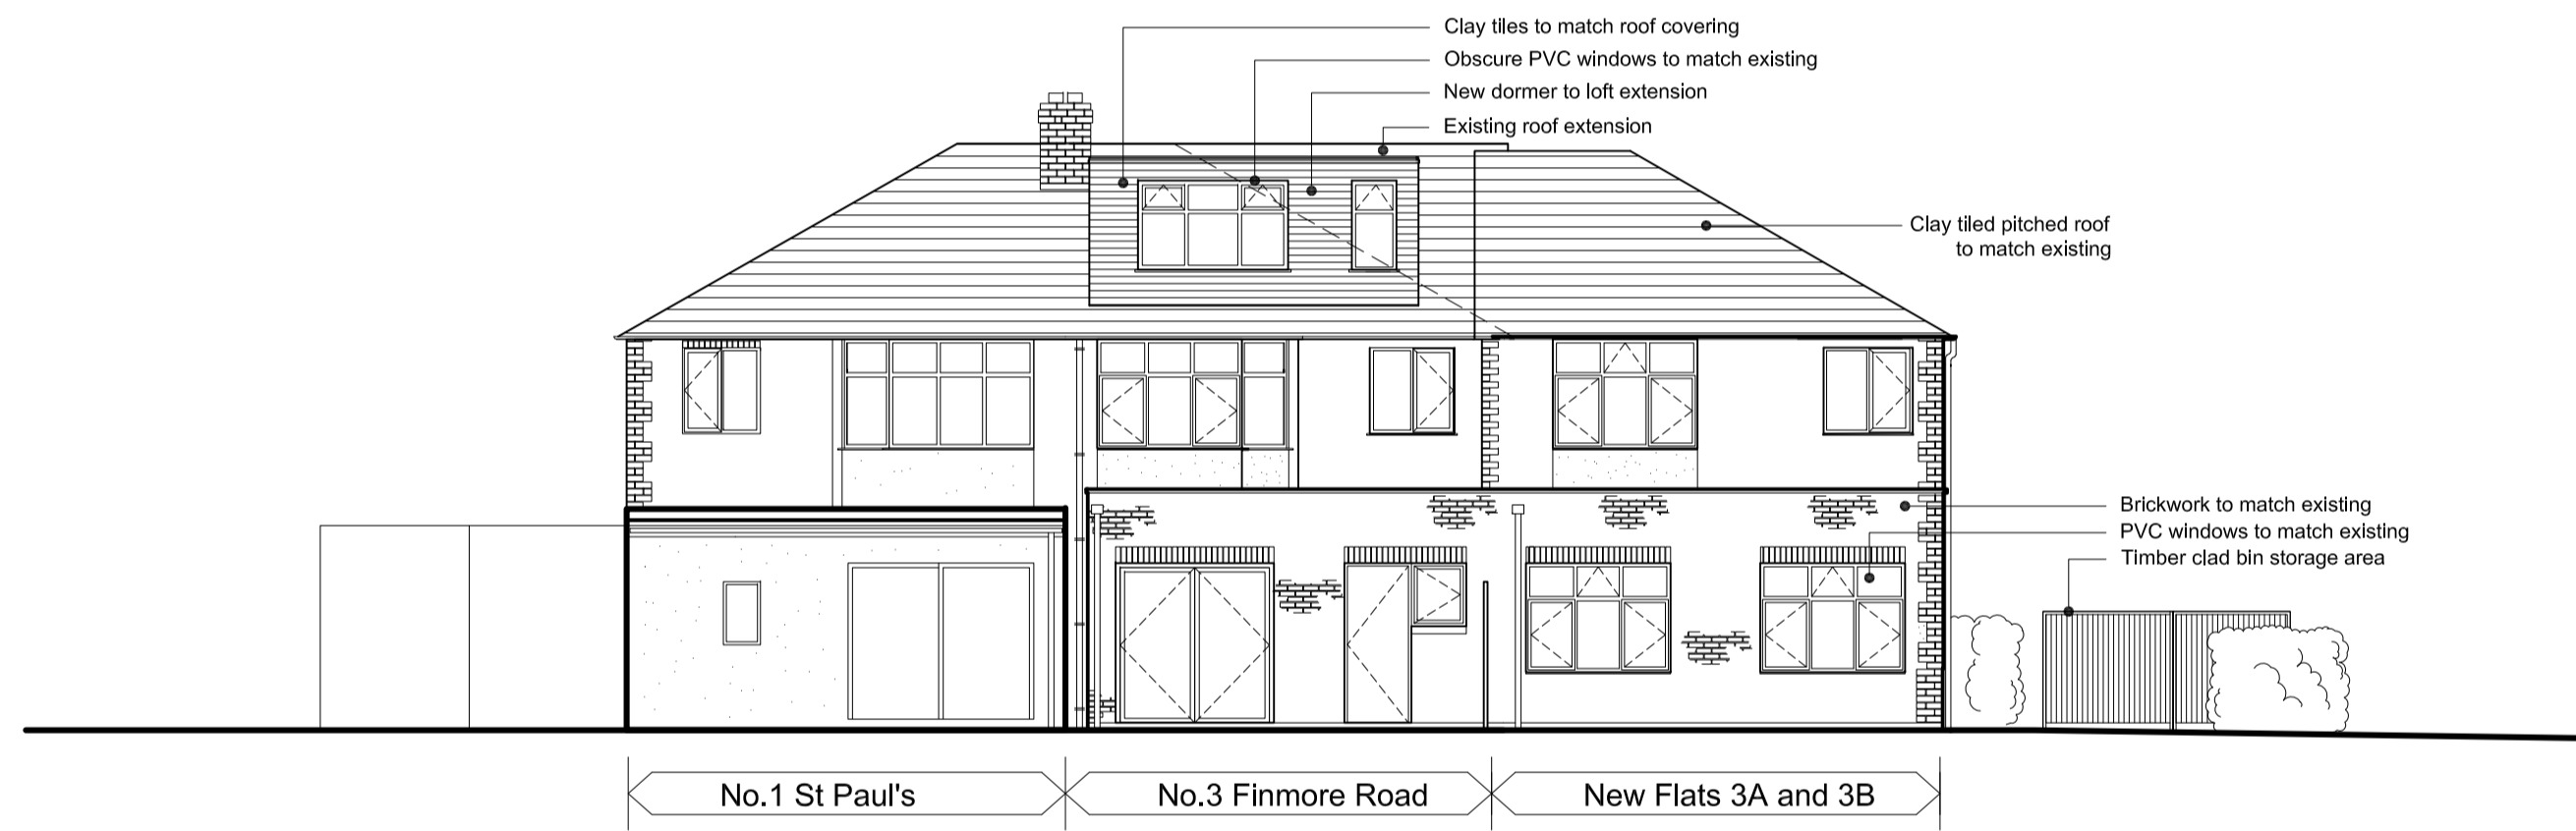 Clay tiles to match roof covering
Obscure PVC windows to match existing
New dormer to loft extension
Existing roof extension
Clay tiled pitched roof
to match existing
Brickwork to match existing
PVC windows to match existing
Timber clad bin storage area
No.1 St Paul's
No.3 Finmore Road
New Flats 3A and 3B